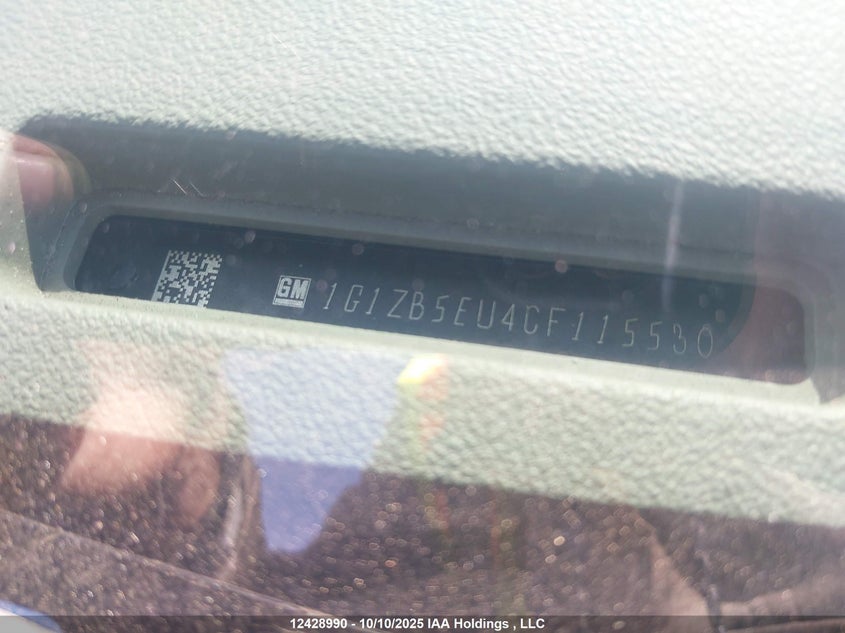 GM 1G1ZB5EU4CF115530
12428990 - 10/10/2025 IAA Holdings , LLC